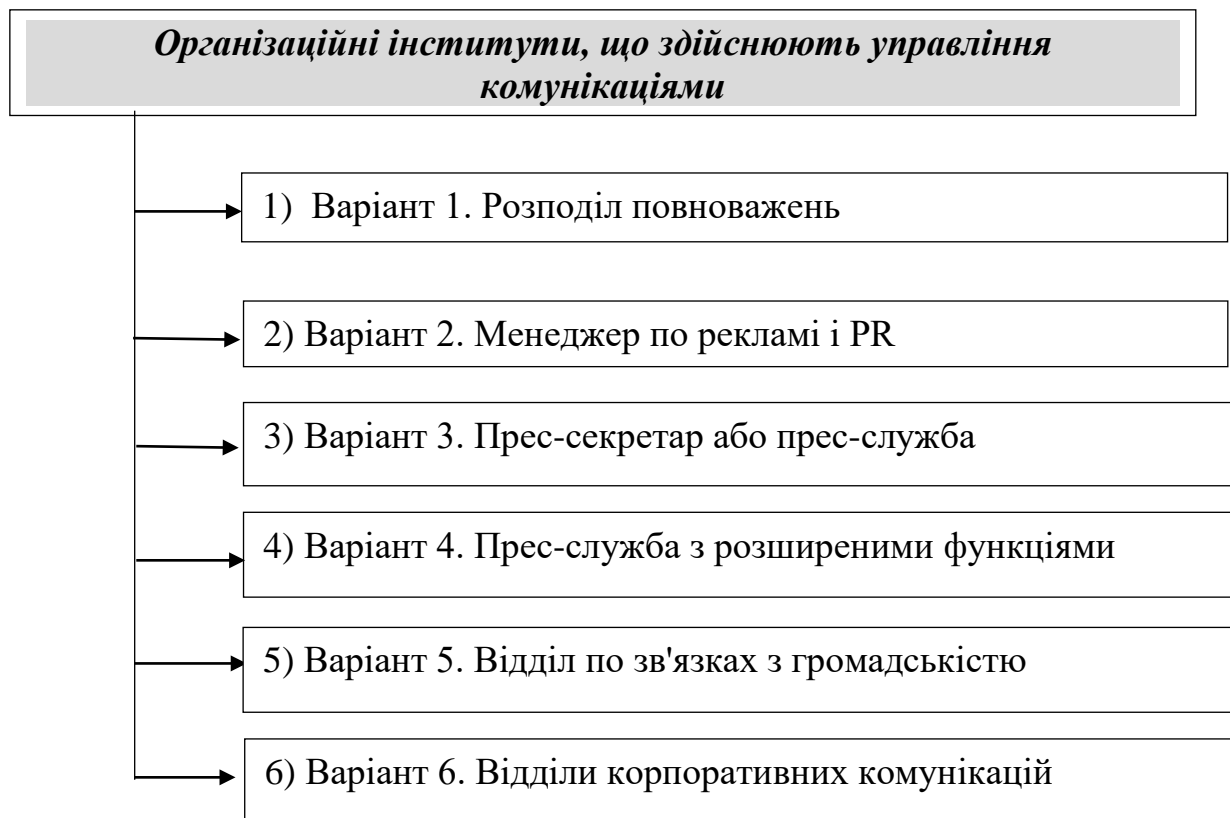 Організаційні інститути, що здійснюють управління
комунікаціями
1) Варіант 1. Розподіл повноважень
2) Варіант 2. Менеджер по рекламі і PR
3) Варіант 3. Прес-секретар або прес-служба
4) Варіант 4. Прес-служба з розширеними функціями
5) Варіант 5. Відділ по зв'язках з громадськістю
6) Варіант 6. Відділи корпоративних комунікацій